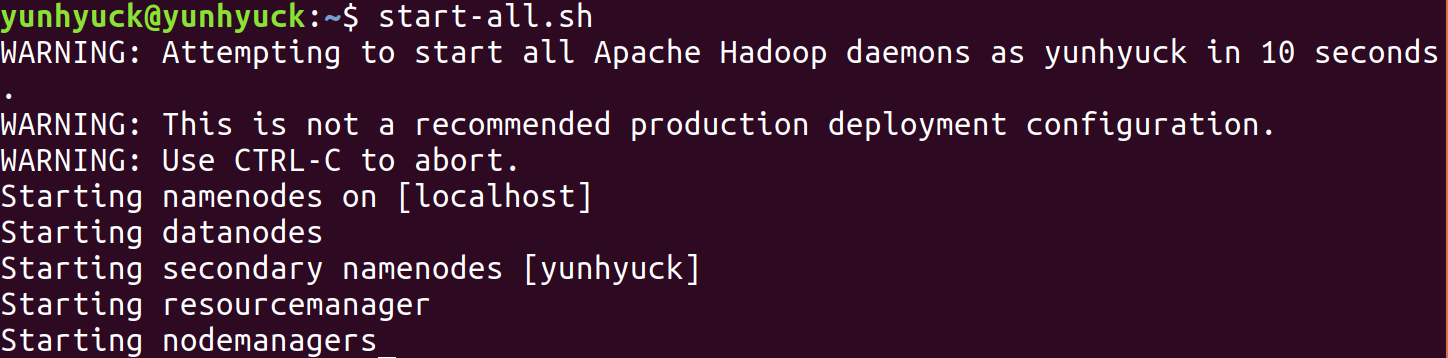 yunhyuck@yunhyuck:~$ start-all.sh
WARNING: Attempting to start all Apache Hadoop daemons as yunhyuck in 10 seconds
.
WARNING: This is not a recommended production deployment configuration.
WARNING: Use CTRL-C to abort.
Starting namenodes on [localhost]
Starting datanodes
Starting secondary namenodes [yunhyuck]
Starting resourcemanager
Starting nodemanagers